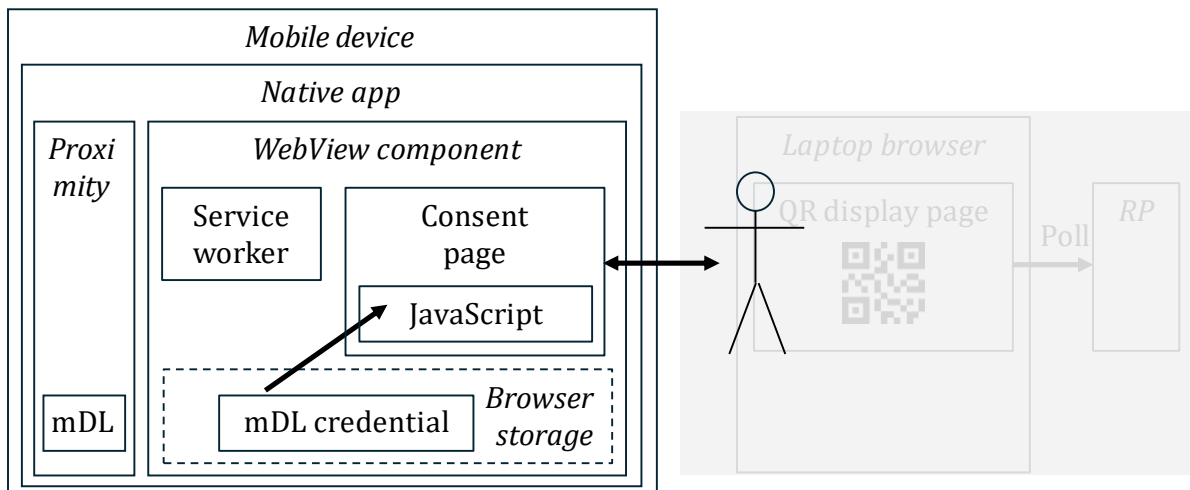 Mobile device
Native app
Proxi
mity
WebView component
Service
worker
Consent
page
JavaScript
mDL
mDL credential
Browser
storage
Laptop browser
QR display page
Poll
RP